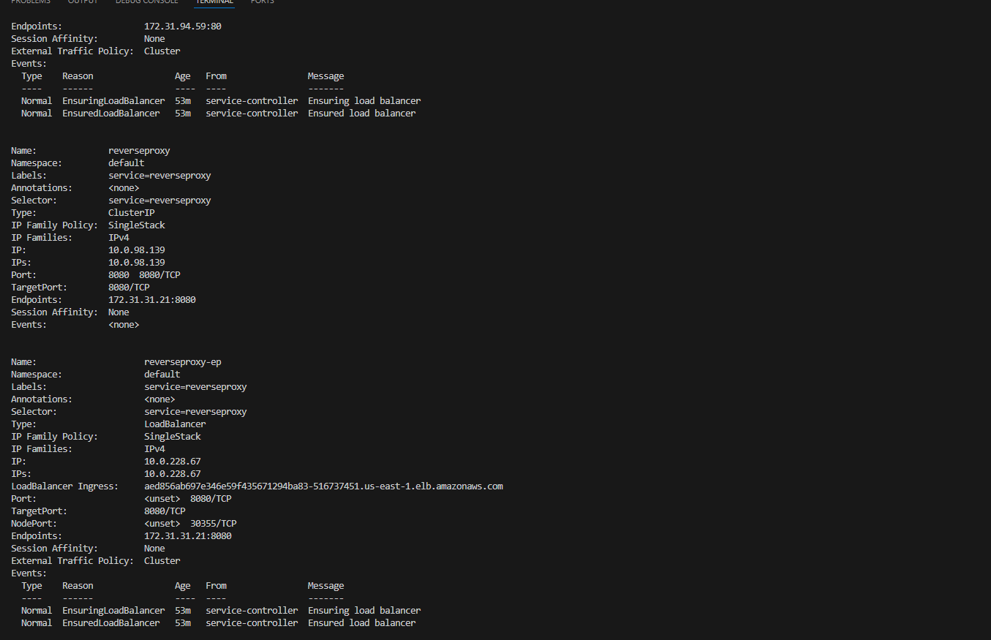 PROBLEMS OUTPUT DEBUG CONSOLE TERMINAL PORTS
Endpoints: 172.31.94.59:80
Session Affinity: None
External Traffic Policy: Cluster
Events:
Type Reason Age From Message
---- ------ ---- ---- -------
Normal EnsuringLoadBalancer 53m service-controller Ensuring load balancer
Normal EnsuredLoadBalancer 53m service-controller Ensured load balancer
Name: reverseproxy
Namespace: default
Labels: service=reverseproxy
Annotations: <none>
Selector: service=reverseproxy
Type: ClusterIP
IP Family Policy: SingleStack
IP Families: IPv4
IP: 10.0.98.139
IPs: 10.0.98.139
Port: 8080 8080/TCP
TargetPort: 8080/TCP
Endpoints: 172.31.31.21:8080
Session Affinity: None
Events: <none>
Name: reverseproxy-ep
Namespace: default
Labels: service=reverseproxy
Annotations: <none>
Selector: service=reverseproxy
Type: LoadBalancer
IP Family Policy: SingleStack
IP Families: IPv4
IP: 10.0.228.67
IPs: 10.0.228.67
LoadBalancer Ingress: aed856ab697e346e59f435671294ba83-516737451.us-east-1.elb.amazonaws.com
Port: <unset> 8080/TCP
TargetPort: 8080/TCP
NodePort: <unset> 30355/TCP
Endpoints: 172.31.31.21:8080
Session Affinity: None
External Traffic Policy: Cluster
Events:
Type Reason Age From Message
---- ------ ---- ---- -------
Normal EnsuringLoadBalancer 53m service-controller Ensuring load balancer
Normal EnsuredLoadBalancer 53m service-controller Ensured load balancer